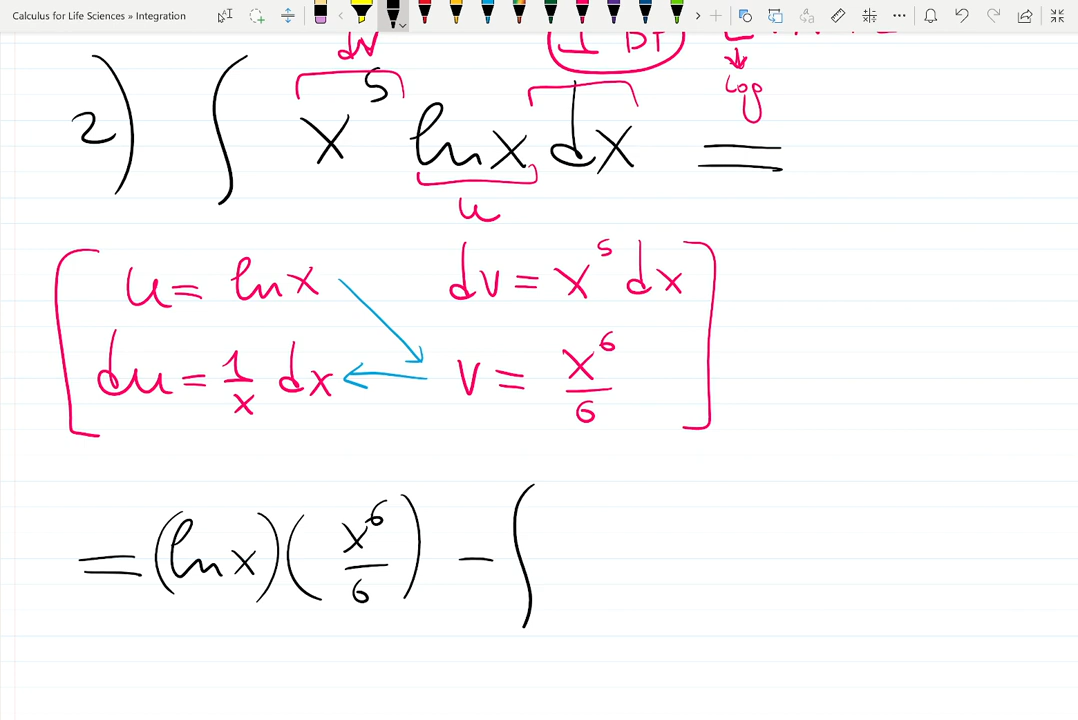 Calculus for Life Sciences » Integration
dv
log
2) ∫ x^5 ln x dx =
u
u = ln x dv = x^5 dx
du = 1/x dx v = x^6/6
= (ln x)(x^6/6) - ∫